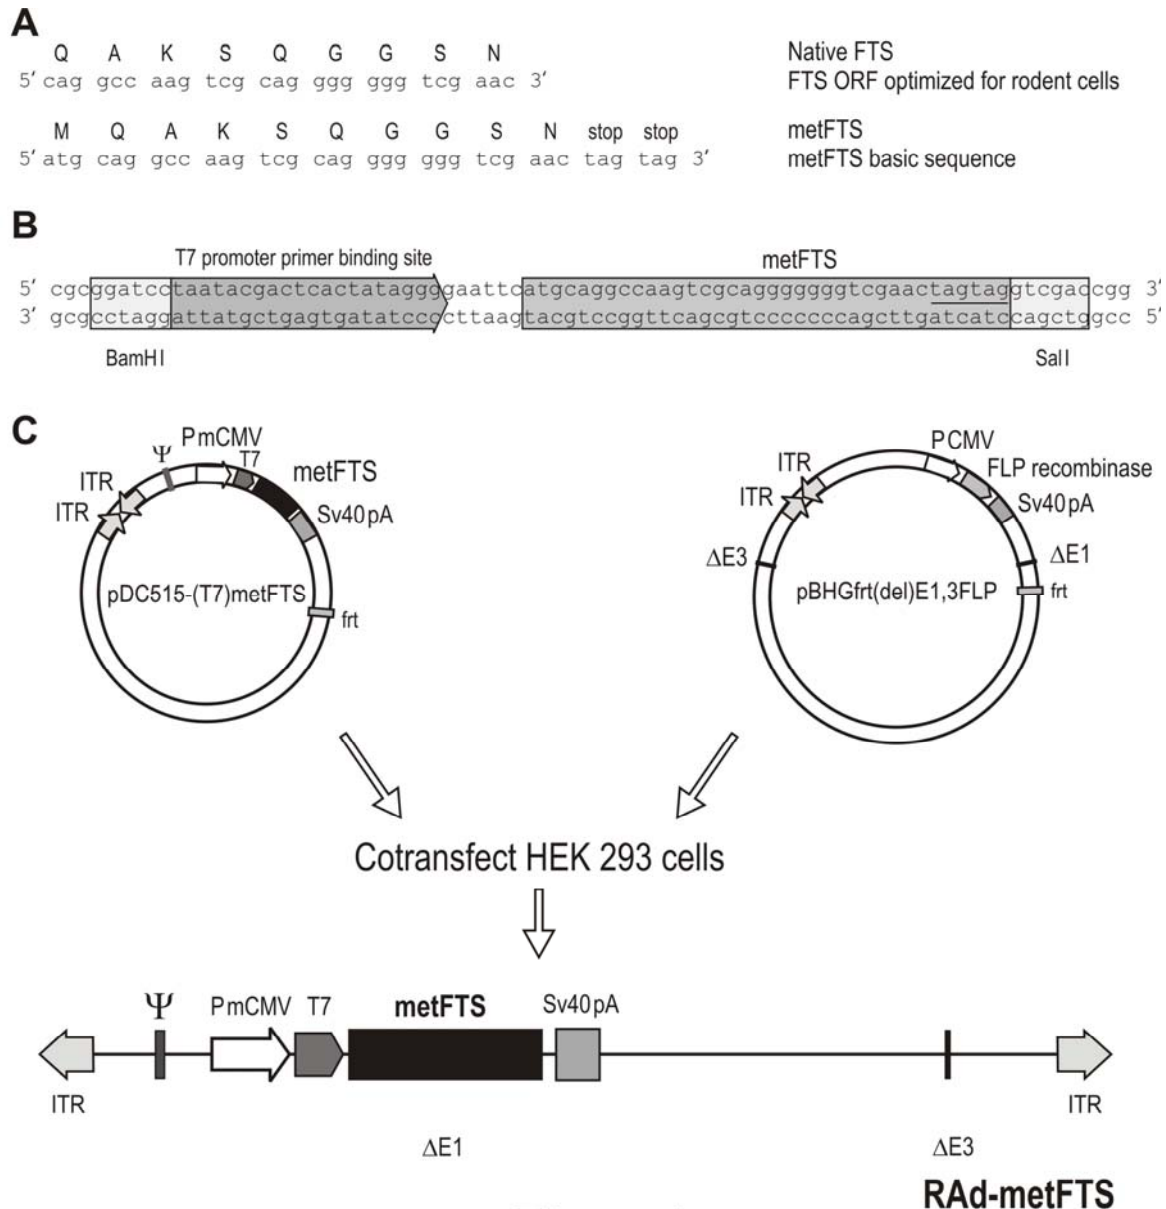 A
Q A K S Q G G S N Native FTS
5' cag gcc aag tcg cag ggg ggg tcg aac 3' FTS ORF optimized for rodent cells
M Q A K S Q G G S N stop stop metFTS
5' atg cag gcc aag tcg cag ggg ggg tcg aac tag tag 3' metFTS basic sequence
B
T7 promoter primer binding site metFTS
5' cgcggatcctaatacgactcactataggggaattcatgcaggccaagtcgcagggggggtcgaactagtaggtcgaccgg 3'
3' gcgcctaggattatgctgagtgatatccccttaagtacgtccggttcagcgtccccccagcttgatcatccagctggcc 5'
BamHI SalI
C
PmCMV
Ψ
T7
metFTS
ITR
ITR
Sv40pA
pDC515-(T7)metFTS
frt
PCMV
ITR
FLP recombinase
ITR
Sv40pA
ΔE3
ΔE1
pBHGfrt(del)E1,3FLP
frt
Cotransfect HEK 293 cells
Ψ PmCMV T7 metFTS Sv40pA
ITR ITR
ΔE1 ΔE3
RAd-metFTS